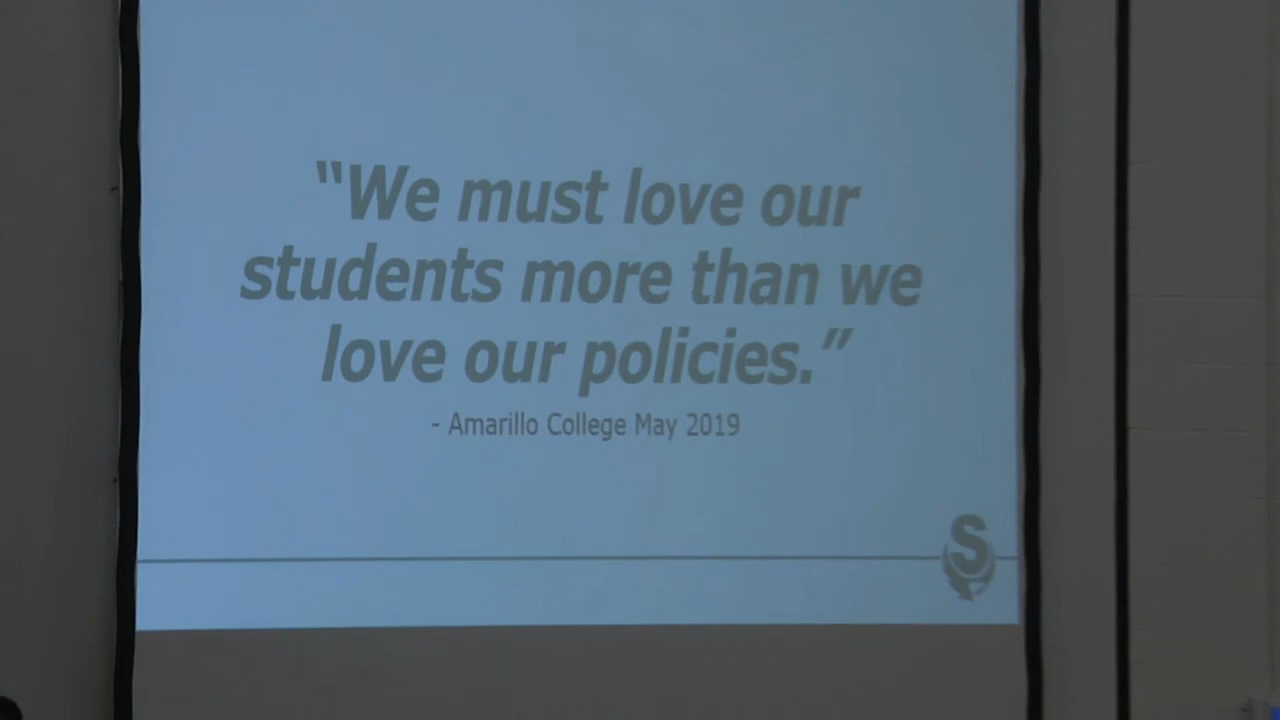 “We must love our
students more than we
love our policies.”
- Amarillo College May 2019
S